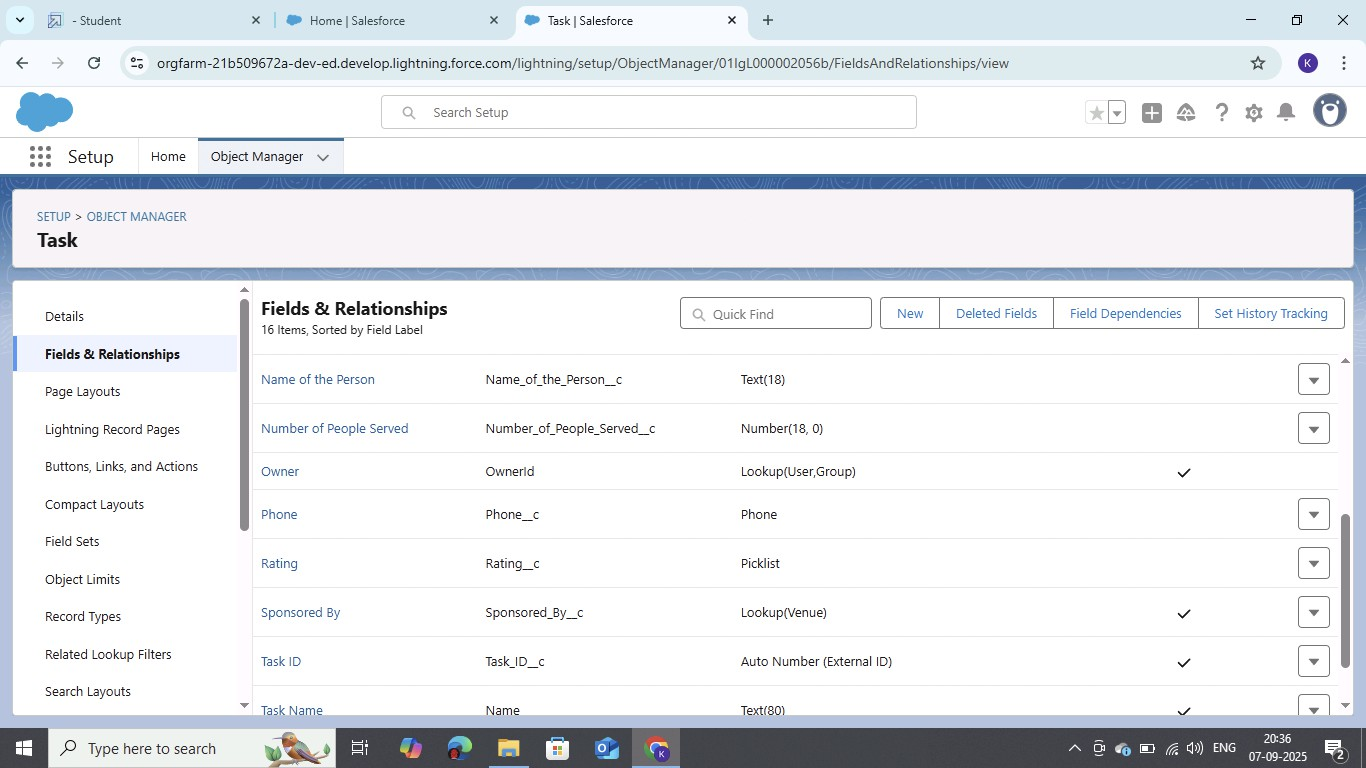 - Student
Home | Salesforce
Task | Salesforce
orgfarm-21b509672a-dev-ed.develop.lightning.force.com/lightning/setup/ObjectManager/01IgL000002056b/FieldsAndRelationships/view
K
Search Setup
Setup
Home
Object Manager
SETUP > OBJECT MANAGER
Task
Details
Fields & Relationships
Page Layouts
Lightning Record Pages
Buttons, Links, and Actions
Compact Layouts
Field Sets
Object Limits
Record Types
Related Lookup Filters
Search Layouts
Fields & Relationships
16 Items, Sorted by Field Label
Quick Find
New
Deleted Fields
Field Dependencies
Set History Tracking
Name of the Person Name_of_the_Person__c Text(18)
Number of People Served Number_of_People_Served__c Number(18, 0)
Owner OwnerId Lookup(User,Group)
Phone Phone__c Phone
Rating Rating__c Picklist
Sponsored By Sponsored_By__c Lookup(Venue)
Task ID Task_ID__c Auto Number (External ID)
Task Name Name Text(80)
Type here to search
K
ENG
20:36
07-09-2025
2